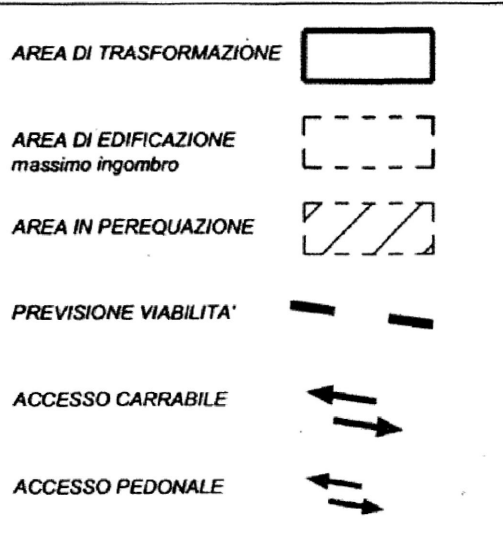 AREA DI TRASFORMAZIONE
AREA DI EDIFICAZIONE
massimo ingombro
AREA IN PEREQUAZIONE
PREVISIONE VIABILITA'
ACCESSO CARRABILE
ACCESSO PEDONALE